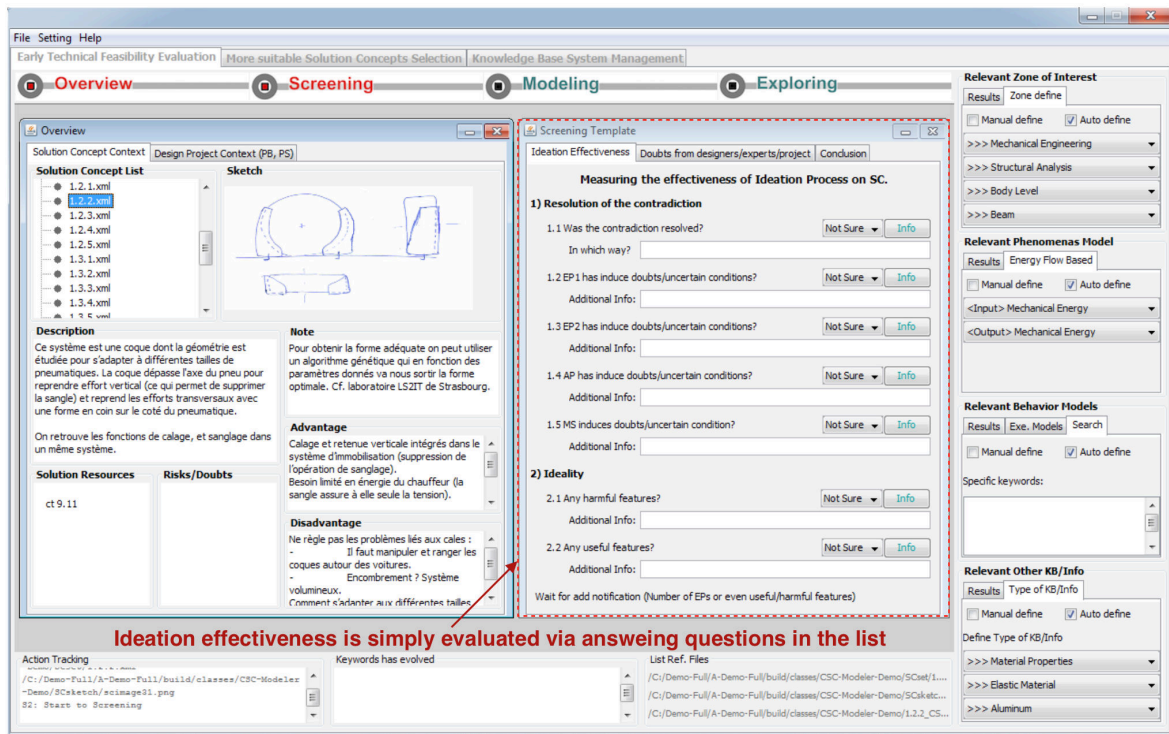 File Setting Help
Early Technical Feasibility Evaluation More suitable Solution Concepts Selection Knowledge Base System Management
Overview Screening Modeling Exploring
Overview
Solution Concept Context Design Project Context (PB, PS)
Solution Concept List
1.2.1.xml
1.2.2.xml
1.2.3.xml
1.2.4.xml
1.2.5.xml
1.3.1.xml
1.3.2.xml
1.3.3.xml
1.3.4.xml
1.3.5.xml
Sketch
Description
Ce système est une coque dont la géométrie est
étudiée pour s'adapter à différentes tailles de
pneumatiques. La coque dépasse l'axe du pneu pour
reprendre effort vertical (ce qui permet de supprimer
la sangle) et reprend les efforts transversaux avec
une forme en coin sur le coté du pneumatique.
On retrouve les fonctions de calage, et sanglage dans
un même système.
Note
Pour obtenir la forme adéquate on peut utiliser
un algorithme génétique qui en fonction des
paramètres donnés va nous sortir la forme
optimale. Cf. laboratoire LS2IT de Strasbourg.
Advantage
Calage et retenue verticale intégrés dans le
système d'immobilisation (suppression de
l'opération de sanglage).
Besoin limité en énergie du chauffeur (la
sangle assure à elle seule la tension).
Solution Resources
ct 9.11
Risks/Doubts
Disadvantage
Ne règle pas les problèmes liés aux cales :
- Il faut manipuler et ranger les
coques autour des voitures.
- Encombrement ? Système
volumineux.
Comment s'adapter aux différentes tailles
Screening Template
Ideation Effectiveness Doubts from designers/experts/project Conclusion
Measuring the effectiveness of Ideation Process on SC.
1) Resolution of the contradiction
1.1 Was the contradiction resolved? Not Sure Info
In which way?
1.2 EP1 has induce doubts/uncertain conditions? Not Sure Info
Additional Info:
1.3 EP2 has induce doubts/uncertain conditions? Not Sure Info
Additional Info:
1.4 AP has induce doubts/uncertain conditions? Not Sure Info
Additional Info:
1.5 MS induces doubts/uncertain condition? Not Sure Info
Additional Info:
2) Ideality
2.1 Any harmful features? Not Sure Info
Additional Info:
2.2 Any useful features? Not Sure Info
Additional Info:
Wait for add notification (Number of EPs or even useful/harmful features)
Ideation effectiveness is simply evaluated via answeing questions in the list
Relevant Zone of Interest
Results Zone define
Manual define Auto define
>>> Mechanical Engineering
>>> Structural Analysis
>>> Body Level
>>> Beam
Relevant Phenomenas Model
Results Energy Flow Based
Manual define Auto define
<Input> Mechanical Energy
<Output> Mechanical Energy
Relevant Behavior Models
Results Exe. Models Search
Manual define Auto define
Specific keywords:
Relevant Other KB/Info
Results Type of KB/Info
Manual define Auto define
Define Type of KB/Info
>>> Material Properties
>>> Elastic Material
>>> Aluminum
Action Tracking
/C:/Demo-Full/A-Demo-Full/build/classes/CSC-Modeler
-Demo/SCsketch/scimage31.png
S2: Start to Screening
Keywords has evolved
List Ref. Files
/C:/Demo-Full/A-Demo-Full/build/classes/CSC-Modeler-Demo/SCset/1....
/C:/Demo-Full/A-Demo-Full/build/classes/CSC-Modeler-Demo/SCsketc...
/C:/Demo-Full/A-Demo-Full/build/classes/CSC-Modeler-Demo/1.2.2_CS...